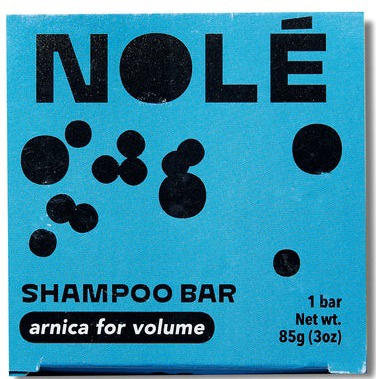 NOLÉ
SHAMPOO BAR
arnica for volume
1 bar
Net wt.
85g (3oz)